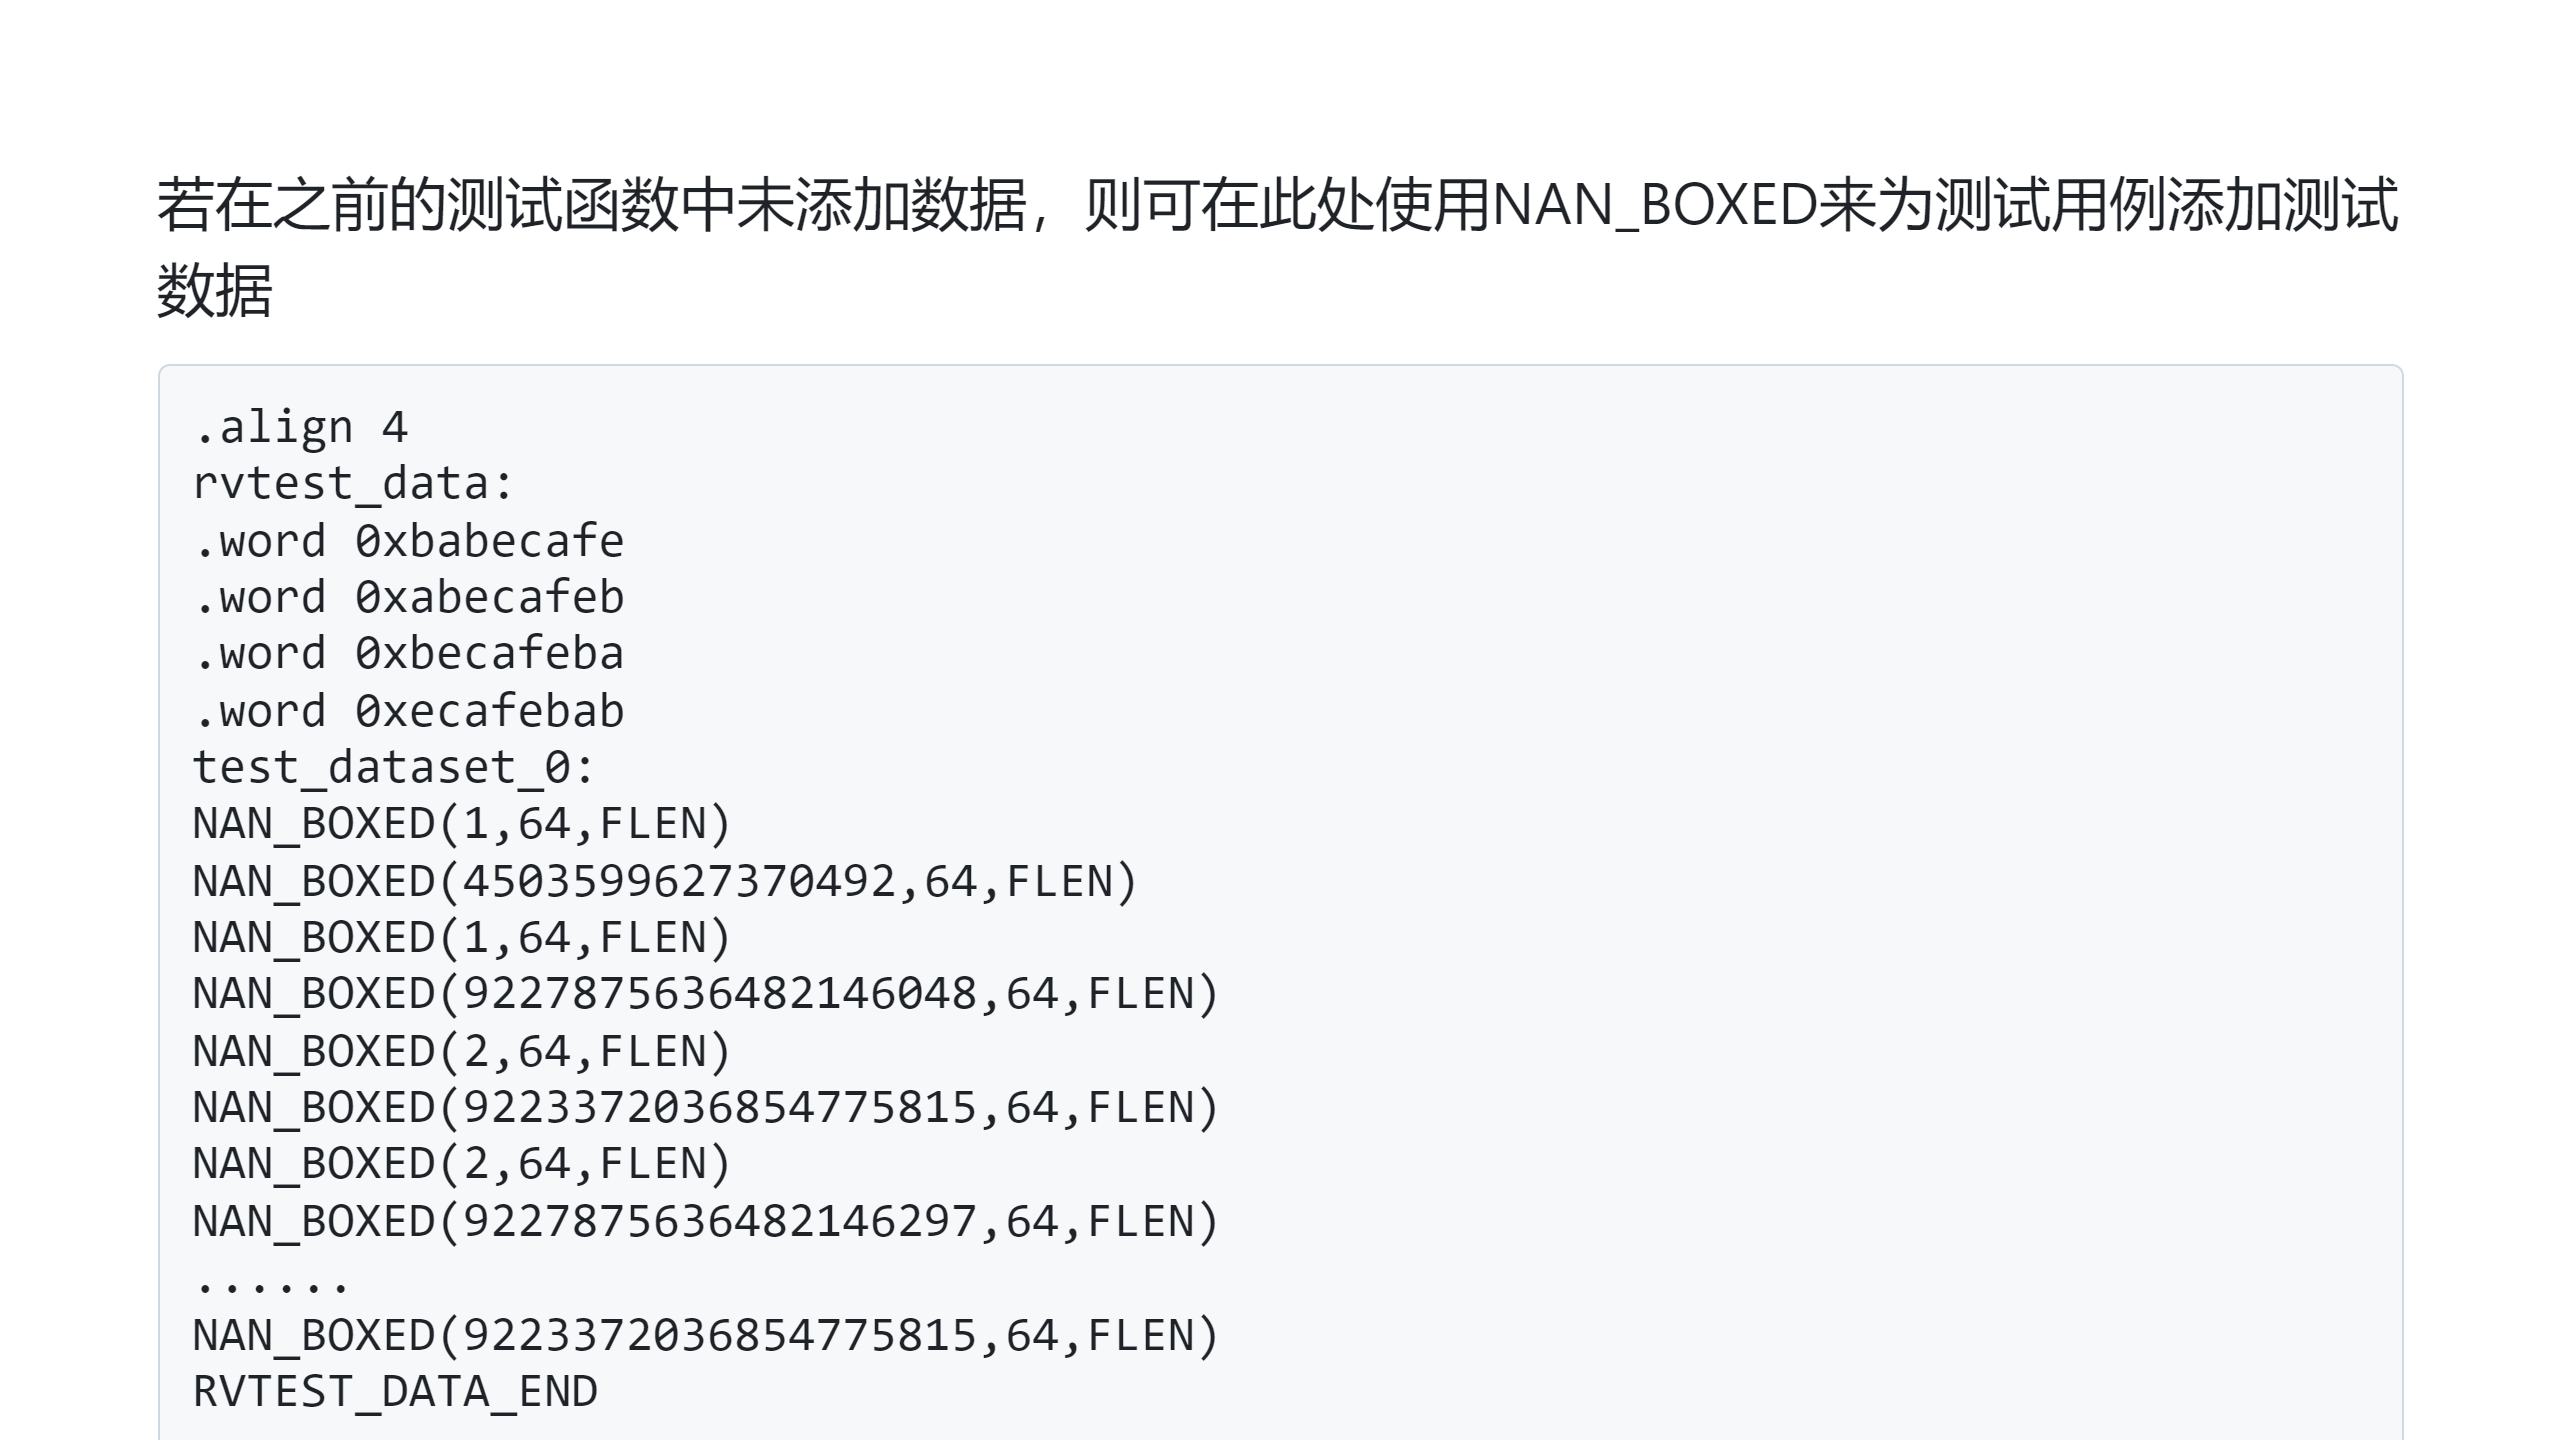 若在之前的测试函数中未添加数据，则可在此处使用NAN_BOXED来为测试用例添加测试
数据
.align 4
rvtest_data:
.word 0xbabecafe
.word 0xabecafeb
.word 0xbecafeba
.word 0xecafebab
test_dataset_0:
NAN_BOXED(1,64,FLEN)
NAN_BOXED(4503599627370492,64,FLEN)
NAN_BOXED(1,64,FLEN)
NAN_BOXED(9227875636482146048,64,FLEN)
NAN_BOXED(2,64,FLEN)
NAN_BOXED(9223372036854775815,64,FLEN)
NAN_BOXED(2,64,FLEN)
NAN_BOXED(9227875636482146297,64,FLEN)
......
NAN_BOXED(9223372036854775815,64,FLEN)
RVTEST_DATA_END